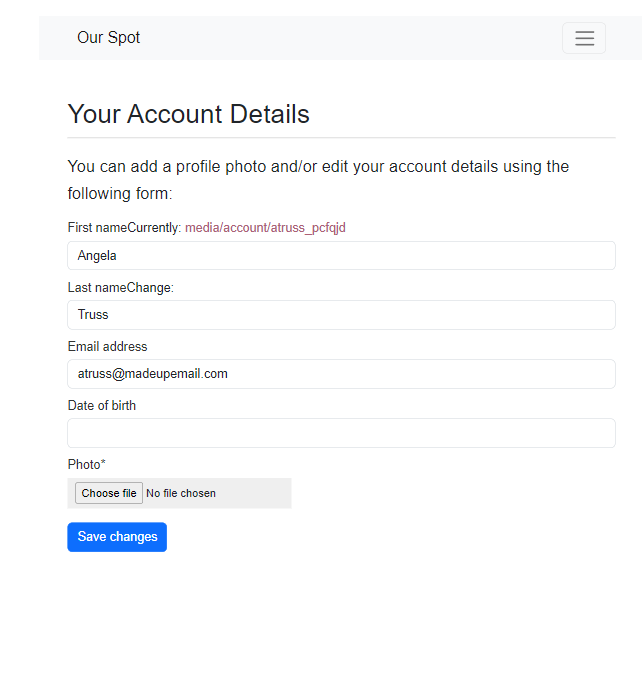 Our Spot
Your Account Details
You can add a profile photo and/or edit your account details using the
following form:
First nameCurrently: media/account/atruss_pcfqjd
Angela
Last nameChange:
Truss
Email address
atruss@madeupemail.com
Date of birth
Photo*
Choose file No file chosen
Save changes